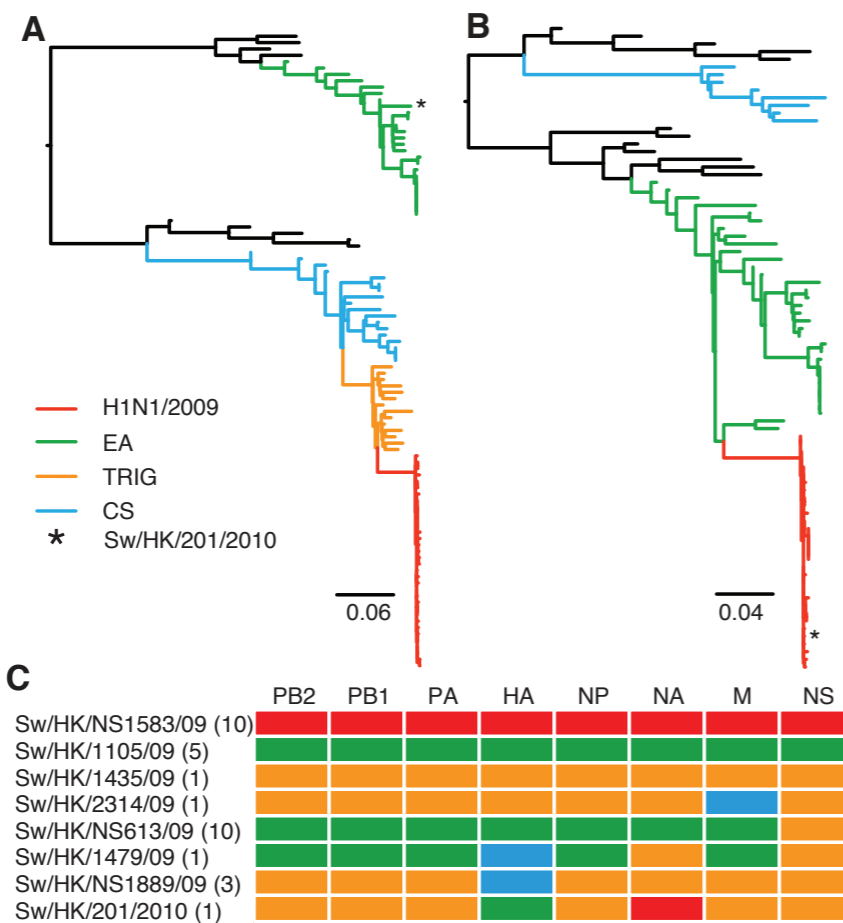 A
B
*
H1N1/2009
EA
TRIG
CS
* Sw/HK/201/2010
0.06
0.04
*
C
PB2 PB1 PA HA NP NA M NS
Sw/HK/NS1583/09 (10)
Sw/HK/1105/09 (5)
Sw/HK/1435/09 (1)
Sw/HK/2314/09 (1)
Sw/HK/NS613/09 (10)
Sw/HK/1479/09 (1)
Sw/HK/NS1889/09 (3)
Sw/HK/201/2010 (1)